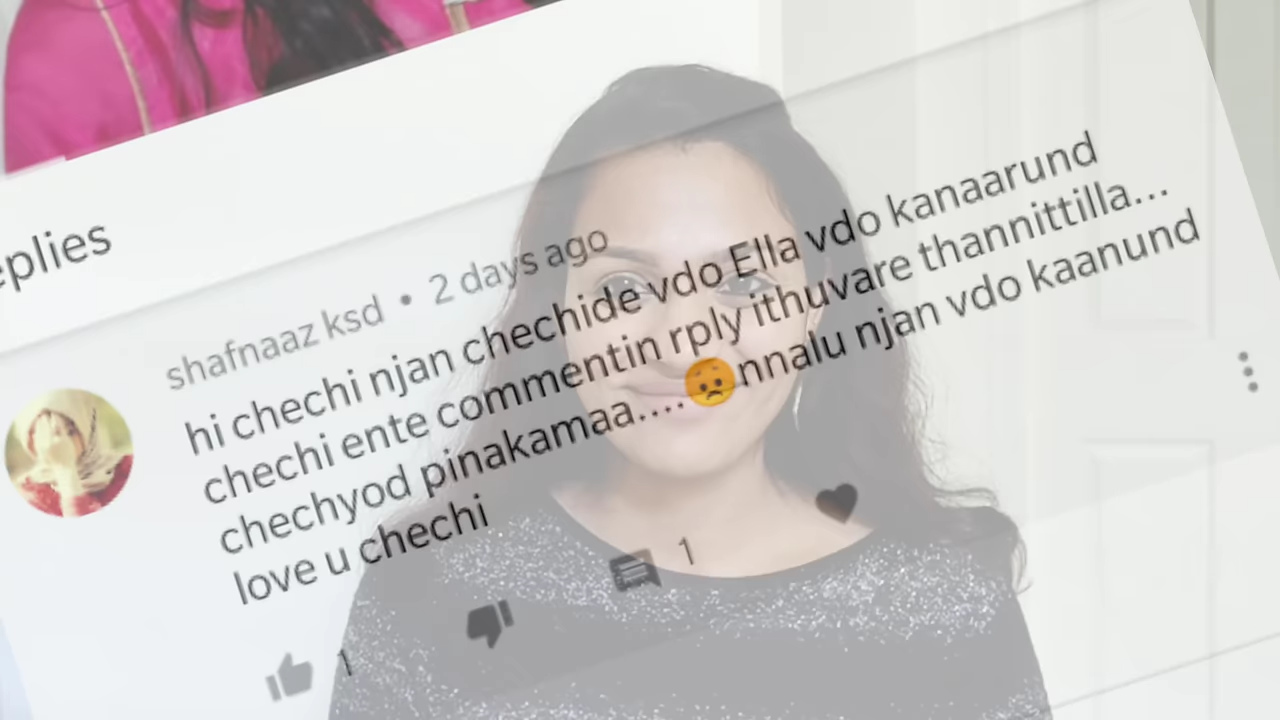 eplies
shafnaaz ksd • 2 days ago
hi chechi njan chechide vdo Ella vdo kanaarund
chechi ente commentin rply ithuvare thannittilla...
chechyod pinakamaa....😟nnalu njan vdo kaanund
love u chechi
1
1